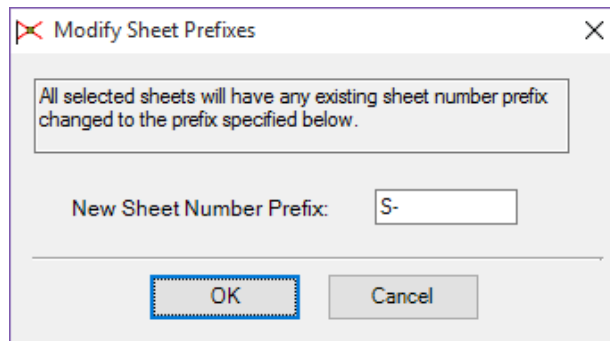 Modify Sheet Prefixes
All selected sheets will have any existing sheet number prefix
changed to the prefix specified below.
New Sheet Number Prefix: S-
OK Cancel